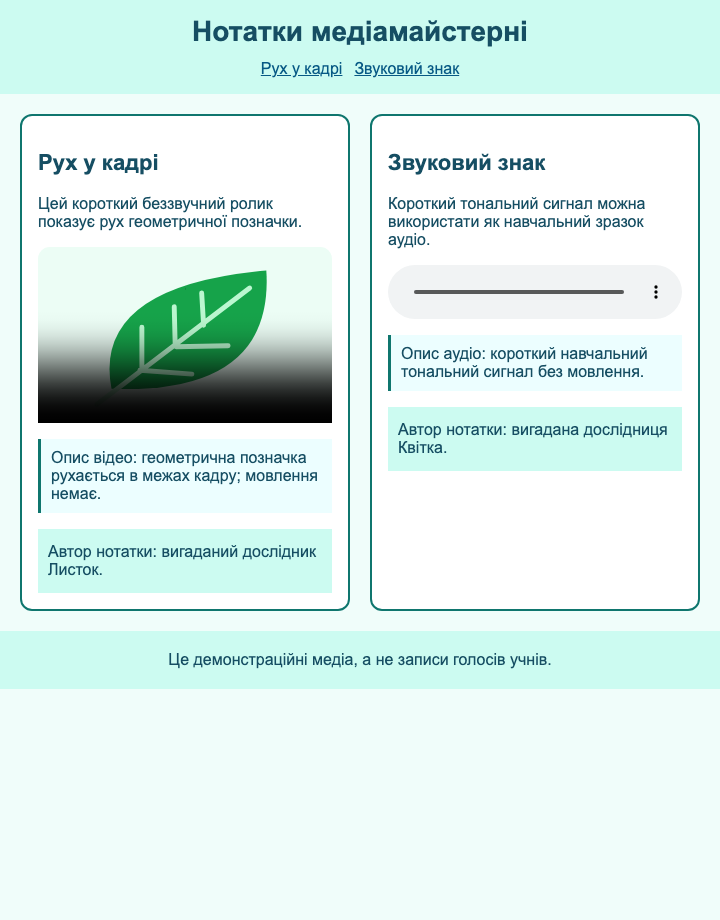 Нотатки медіамайстерні
Рух у кадрі Звуковий знак
Рух у кадрі
Цей короткий беззвучний ролик
показує рух геометричної позначки.
Опис відео: геометрична позначка
рухається в межах кадру; мовлення
немає.
Автор нотатки: вигаданий дослідник
Листок.
Звуковий знак
Короткий тональний сигнал можна
використати як навчальний зразок
аудіо.
Опис аудіо: короткий навчальний
тональний сигнал без мовлення.
Автор нотатки: вигадана дослідниця
Квітка.
Це демонстраційні медіа, а не записи голосів учнів.